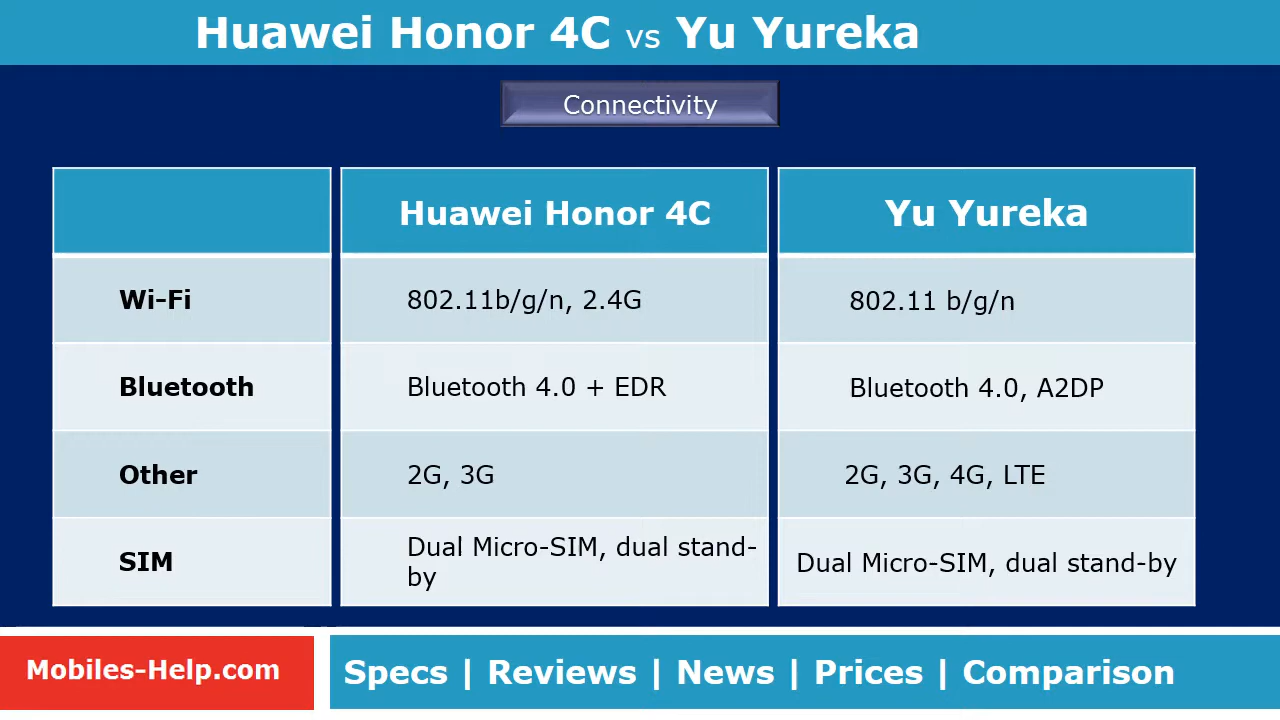 Huawei Honor 4C vs Yu Yureka
Connectivity
Huawei Honor 4C Yu Yureka
Wi-Fi 802.11b/g/n, 2.4G 802.11 b/g/n
Bluetooth Bluetooth 4.0 + EDR Bluetooth 4.0, A2DP
Other 2G, 3G 2G, 3G, 4G, LTE
SIM Dual Micro-SIM, dual stand-
by Dual Micro-SIM, dual stand-by
Mobiles-Help.com Specs | Reviews | News | Prices | Comparison